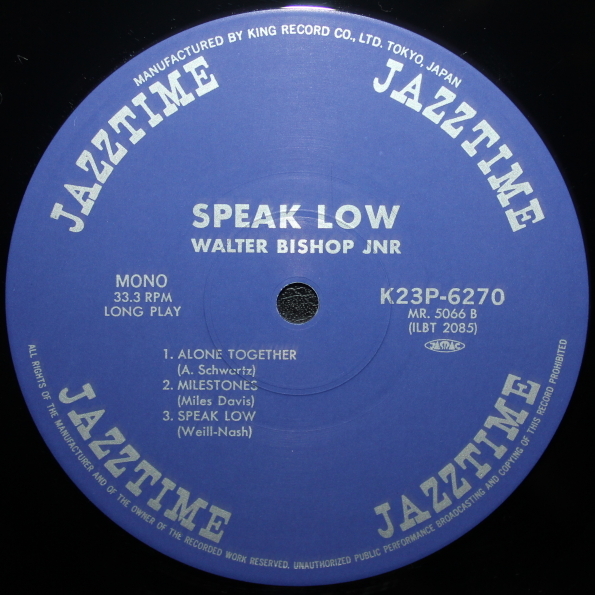 MANUFACTURED BY KING RECORD CO., LTD. TOKYO, JAPAN
JAZZTIME
JAZZTIME
SPEAK LOW
WALTER BISHOP JNR
MONO
33.3 RPM
LONG PLAY
K23P-6270
MR. 5066 B
(ILBT 2085)
JASRAC
1. ALONE TOGETHER
(A. Schwartz)
2. MILESTONES
(Miles Davis)
3. SPEAK LOW
(Weill-Nash)
JAZZTIME
JAZZTIME
ALL RIGHTS OF THE MANUFACTURER AND OF THE OWNER OF THE RECORDED WORK RESERVED. UNAUTHORIZED PUBLIC PERFORMANCE BROADCASTING AND COPYING OF THIS RECORD PROHIBITED